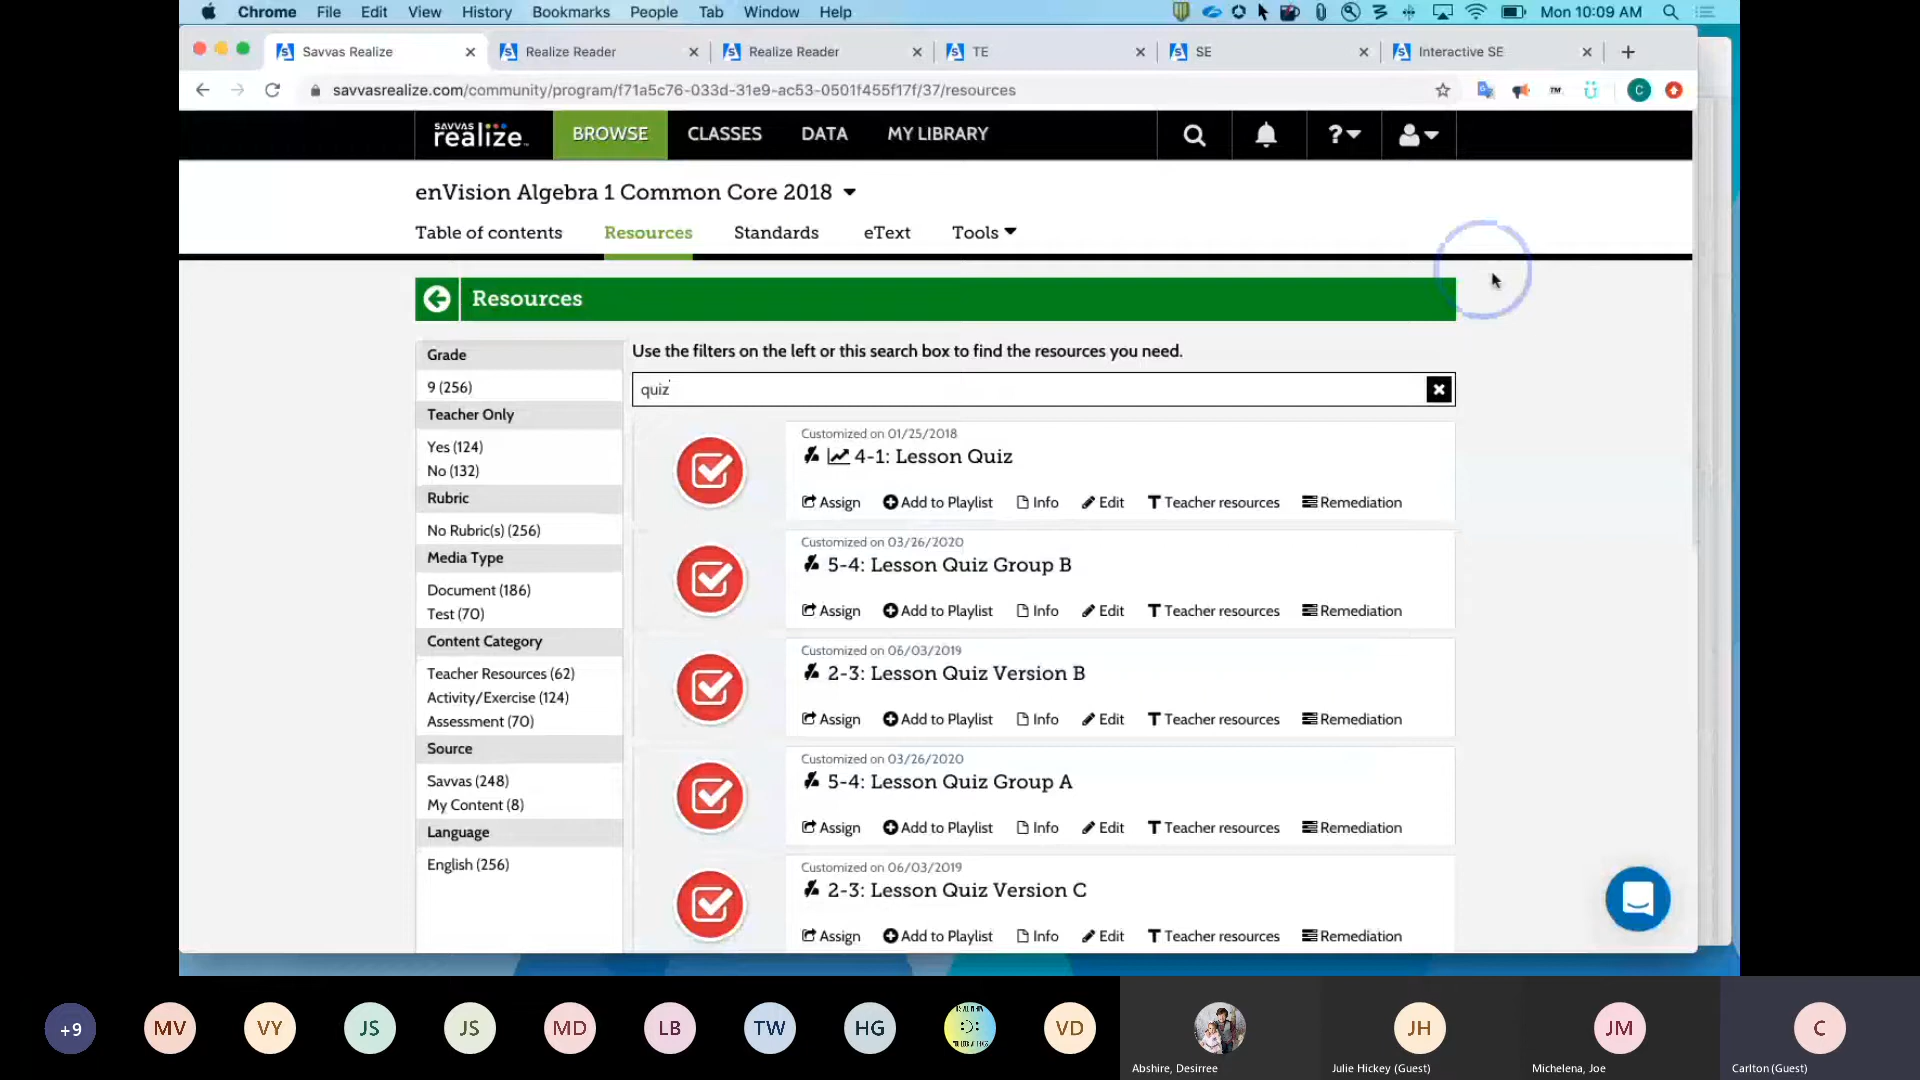 Chrome File Edit View History Bookmarks People Tab Window Help Mon 10:09 AM
Savvas Realize Realize Reader Realize Reader TE SE Interactive SE
savvasrealize.com/community/program/f71a5c76-033d-31e9-ac53-0501f455f17f/37/resources
TM
C
SAVVAS
realize BROWSE CLASSES DATA MY LIBRARY ?
enVision Algebra 1 Common Core 2018
Table of contents Resources Standards eText Tools
Resources
Use the filters on the left or this search box to find the resources you need.
quiz
Grade
9 (256)
Teacher Only
Yes (124)
No (132)
Rubric
No Rubric(s) (256)
Media Type
Document (186)
Test (70)
Content Category
Teacher Resources (62)
Activity/Exercise (124)
Assessment (70)
Source
Savvas (248)
My Content (8)
Language
English (256)
Customized on 01/25/2018
4-1: Lesson Quiz
Assign Add to Playlist Info Edit Teacher resources Remediation
Customized on 03/26/2020
5-4: Lesson Quiz Group B
Assign Add to Playlist Info Edit Teacher resources Remediation
Customized on 06/03/2019
2-3: Lesson Quiz Version B
Assign Add to Playlist Info Edit Teacher resources Remediation
Customized on 03/26/2020
5-4: Lesson Quiz Group A
Assign Add to Playlist Info Edit Teacher resources Remediation
Customized on 06/03/2019
2-3: Lesson Quiz Version C
Assign Add to Playlist Info Edit Teacher resources Remediation
+9 MV VY JS JS MD LB TW HG VD JH JM C
Abshire, Desirree Julie Hickey (Guest) Michelena, Joe Carlton (Guest)